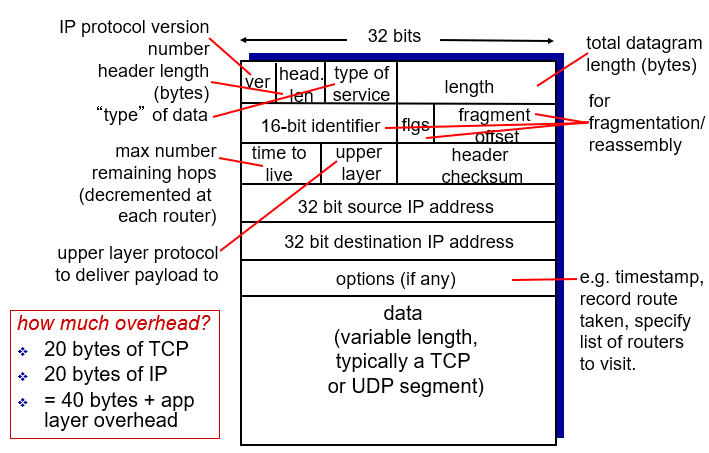 IP protocol version
number
header length
(bytes)
“type” of data
max number
remaining hops
(decremented at
each router)
upper layer protocol
to deliver payload to
how much overhead?
20 bytes of TCP
20 bytes of IP
= 40 bytes + app
layer overhead
32 bits
ver
head.
len
type of
service
length
16-bit identifier
flgs
fragment
offset
time to
live
upper
layer
header
checksum
32 bit source IP address
32 bit destination IP address
options (if any)
data
(variable length,
typically a TCP
or UDP segment)
total datagram
length (bytes)
for
fragmentation/
reassembly
e.g. timestamp,
record route
taken, specify
list of routers
to visit.